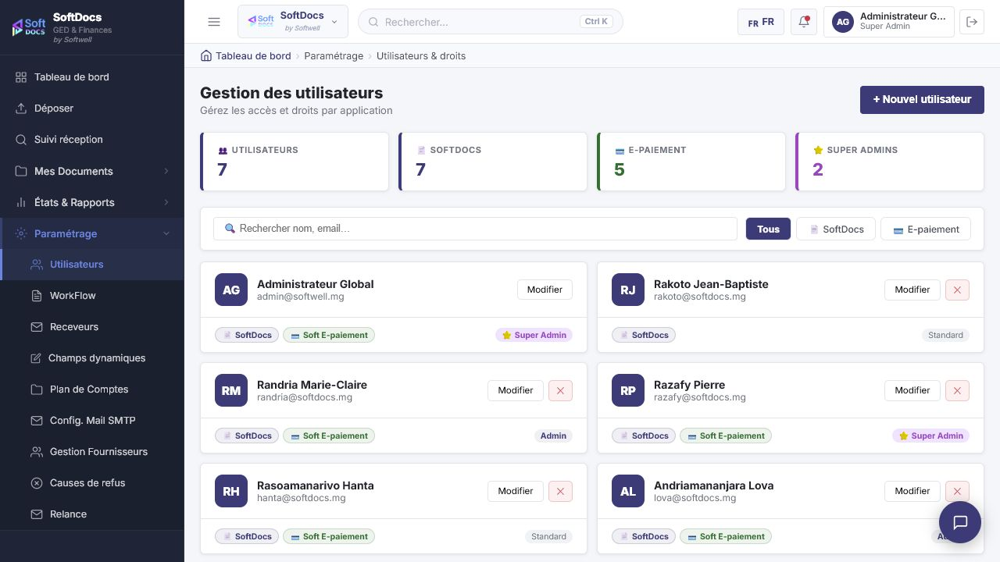 Soft
DOCS
SoftDocs
GED & Finances
by Softwell
Tableau de bord
Déposer
Suivi réception
Mes Documents
États & Rapports
Paramétrage
Utilisateurs
WorkFlow
Receveurs
Champs dynamiques
Plan de Comptes
Config. Mail SMTP
Gestion Fournisseurs
Causes de refus
Relance
Soft
DOCS
SoftDocs
by Softwell
Rechercher...
Ctrl K
FR FR
AG
Administrateur G...
Super Admin
Tableau de bord › Paramétrage › Utilisateurs & droits
Gestion des utilisateurs
Gérez les accès et droits par application
+ Nouvel utilisateur
UTILISATEURS
7
SOFTDOCS
7
E-PAIEMENT
5
SUPER ADMINS
2
Rechercher nom, email...
Tous
SoftDocs
E-paiement
AG
Administrateur Global
admin@softwell.mg
Modifier
SoftDocs
Soft E-paiement
Super Admin
RJ
Rakoto Jean-Baptiste
rakoto@softdocs.mg
Modifier
SoftDocs
Standard
RM
Randria Marie-Claire
randria@softdocs.mg
Modifier
SoftDocs
Soft E-paiement
Admin
RP
Razafy Pierre
razafy@softdocs.mg
Modifier
SoftDocs
Soft E-paiement
Super Admin
RH
Rasoamanarivo Hanta
hanta@softdocs.mg
Modifier
SoftDocs
Soft E-paiement
Standard
AL
Andriamananjara Lova
lova@softdocs.mg
Modifier
SoftDocs
Soft E-paiement